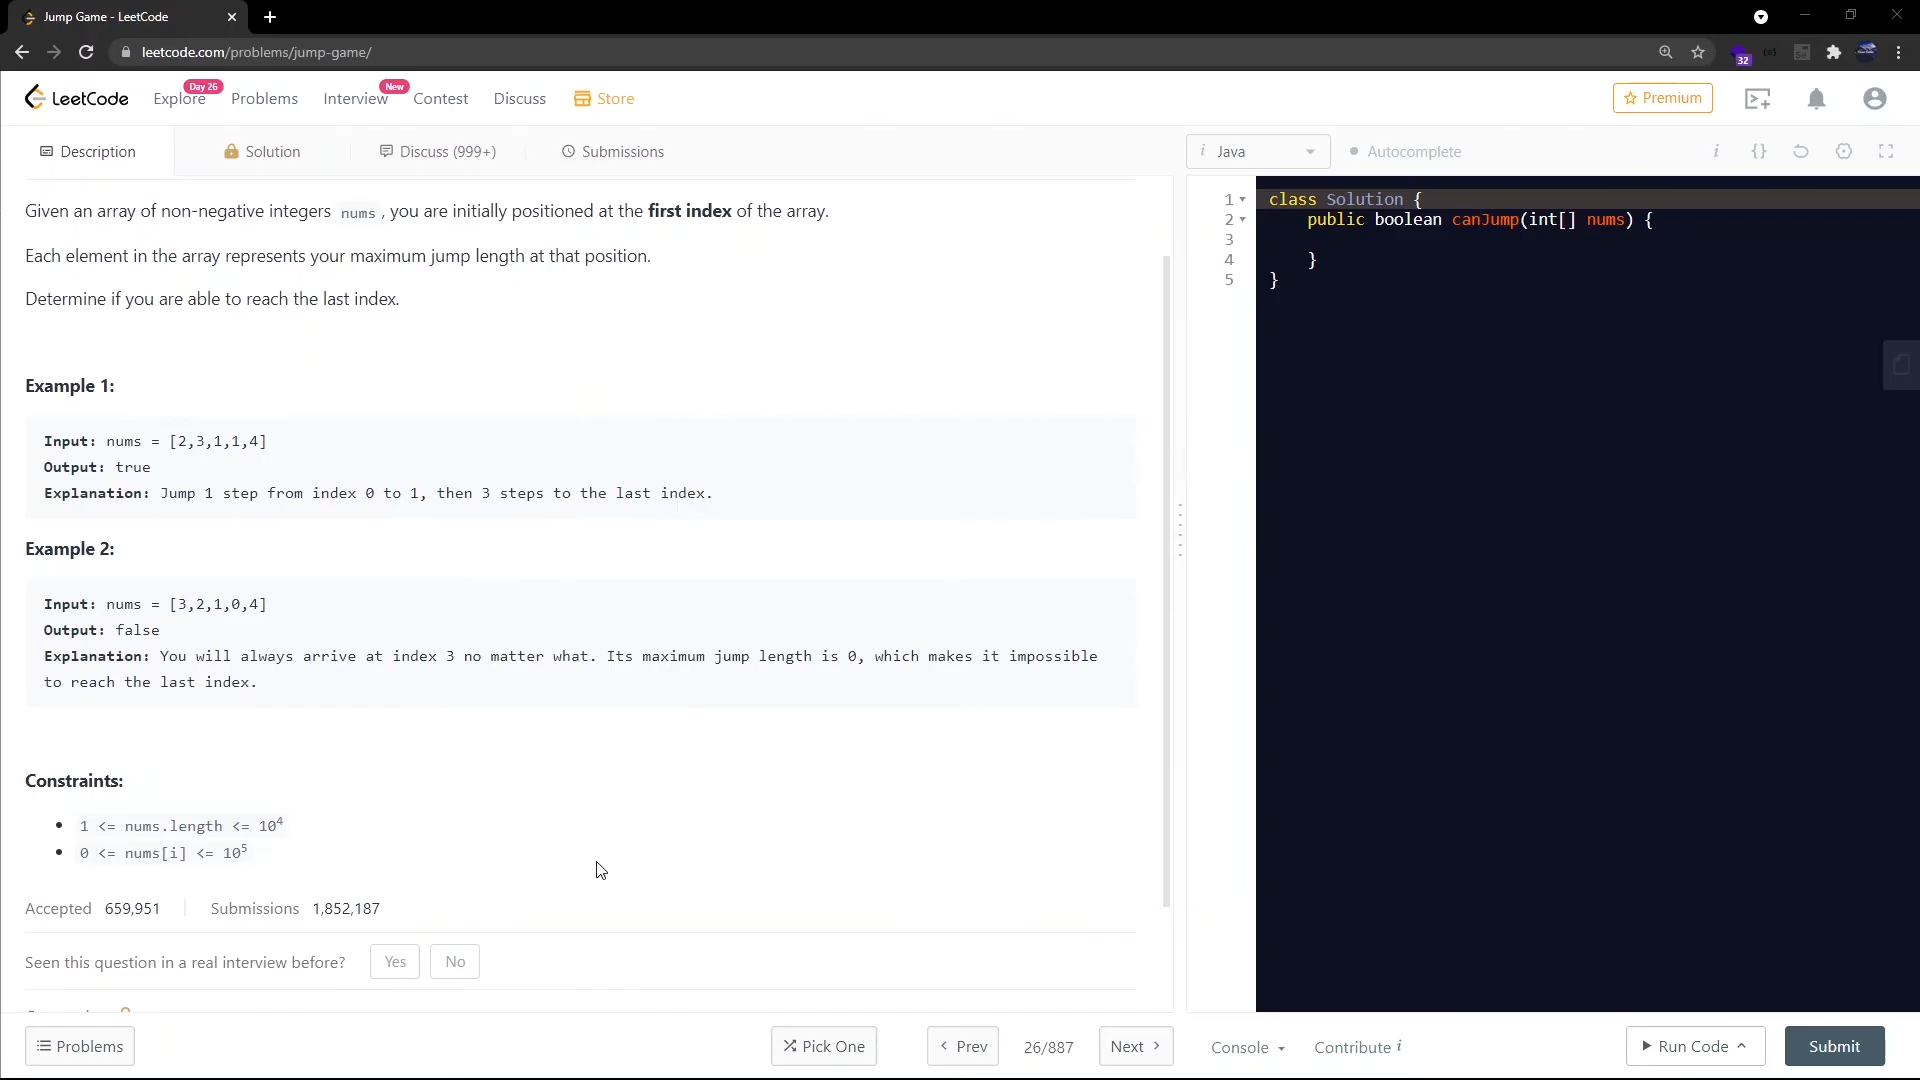 Jump Game - LeetCode
leetcode.com/problems/jump-game/
32
LeetCode Explore Day 26 Problems Interview New Contest Discuss Store Premium
Description Solution Discuss (999+) Submissions
i Java Autocomplete i {}
Given an array of non-negative integers nums , you are initially positioned at the first index of the array.
Each element in the array represents your maximum jump length at that position.
Determine if you are able to reach the last index.
Example 1:
Input: nums = [2,3,1,1,4]
Output: true
Explanation: Jump 1 step from index 0 to 1, then 3 steps to the last index.
Example 2:
Input: nums = [3,2,1,0,4]
Output: false
Explanation: You will always arrive at index 3 no matter what. Its maximum jump length is 0, which makes it impossible
to reach the last index.
Constraints:
1 <= nums.length <= 10⁴
0 <= nums[i] <= 10⁵
Accepted 659,951 Submissions 1,852,187
Seen this question in a real interview before? Yes No
1 class Solution {
2 public boolean canJump(int[] nums) {
3
4 }
5 }
Problems Pick One Prev 26/887 Next Console Contribute i Run Code Submit